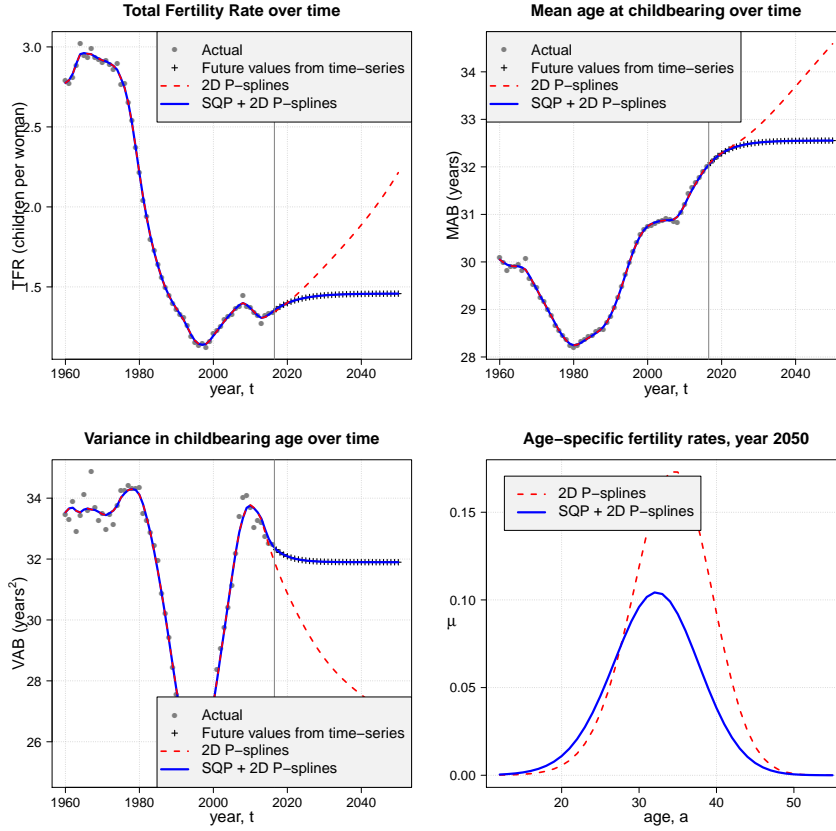 Total Fertility Rate over time
3.0
2.5
2.0
1.5
TFR (children per woman)
Actual
Future values from time−series
2D P−splines
SQP + 2D P−splines
1960 1980 2000 2020 2040
year, t
Mean age at childbearing over time
34
33
32
31
30
29
28
MAB (years)
Actual
Future values from time−series
2D P−splines
SQP + 2D P−splines
1960 1980 2000 2020 2040
year, t
Variance in childbearing age over time
34
32
30
28
26
VAB (years²)
Actual
Future values from time−series
2D P−splines
SQP + 2D P−splines
1960 1980 2000 2020 2040
year, t
Age−specific fertility rates, year 2050
0.15
0.10
0.05
0.00
μ
2D P−splines
SQP + 2D P−splines
20 30 40 50
age, a